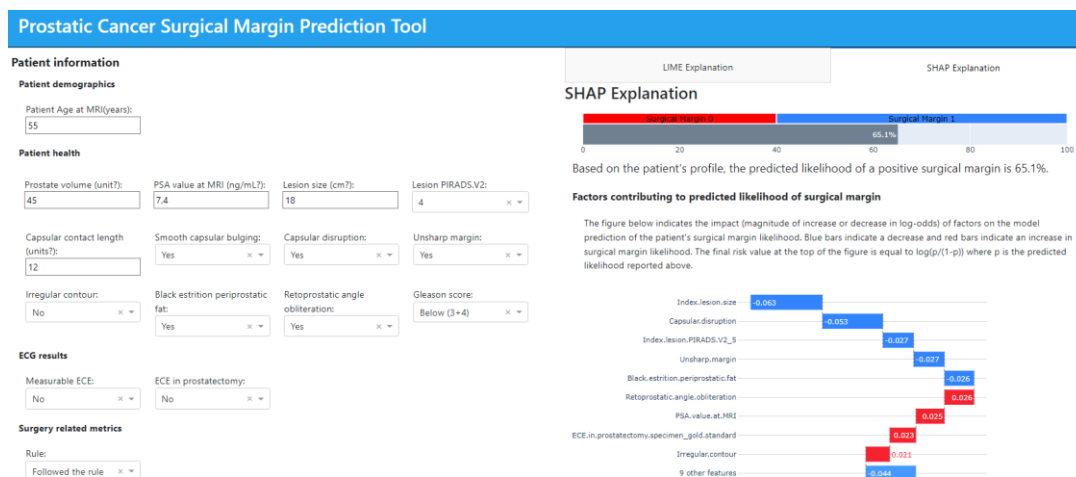 Prostatic Cancer Surgical Margin Prediction Tool
Patient information
Patient demographics
Patient Age at MRI(years):
55
Patient health
Prostate volume (unit?):
45
PSA value at MRI (ng/mL?):
7.4
Lesion size (cm?):
18
Lesion PIRADS.V2:
4
Capsular contact length
(units?):
12
Smooth capsular bulging:
Yes
Capsular disruption:
Yes
Unsharp margin:
Yes
Irregular contour:
No
Black estrition periprostatic
fat:
Yes
Retoprostatic angle
obliteration:
Yes
Gleason score:
Below (3+4)
ECG results
Measurable ECE:
No
ECE in prostatectomy:
No
Surgery related metrics
Rule:
Followed the rule
LIME Explanation
SHAP Explanation
SHAP Explanation
Surgical Margin 0
Surgical Margin 1
65.1%
0 20 40 60 80 100
Based on the patient's profile, the predicted likelihood of a positive surgical margin is 65.1%.
Factors contributing to predicted likelihood of surgical margin
The figure below indicates the impact (magnitude of increase or decrease in log-odds) of factors on the model
prediction of the patient's surgical margin likelihood. Blue bars indicate a decrease and red bars indicate an increase in
surgical margin likelihood. The final risk value at the top of the figure is equal to log(p/(1-p)) where p is the predicted
likelihood reported above.
Index.lesion.size -0.063
Capsular.disruption -0.053
Index.lesion.PIRADS.V2_5 -0.027
Unsharp.margin -0.027
Black.estrition.periprostatic.fat -0.026
Retoprostatic.angle.obliteration 0.026
PSA.value.at.MRI 0.025
ECE.in.prostatectomy.specimen_gold.standard 0.023
Irregular.contour 0.021
9 other features -0.044